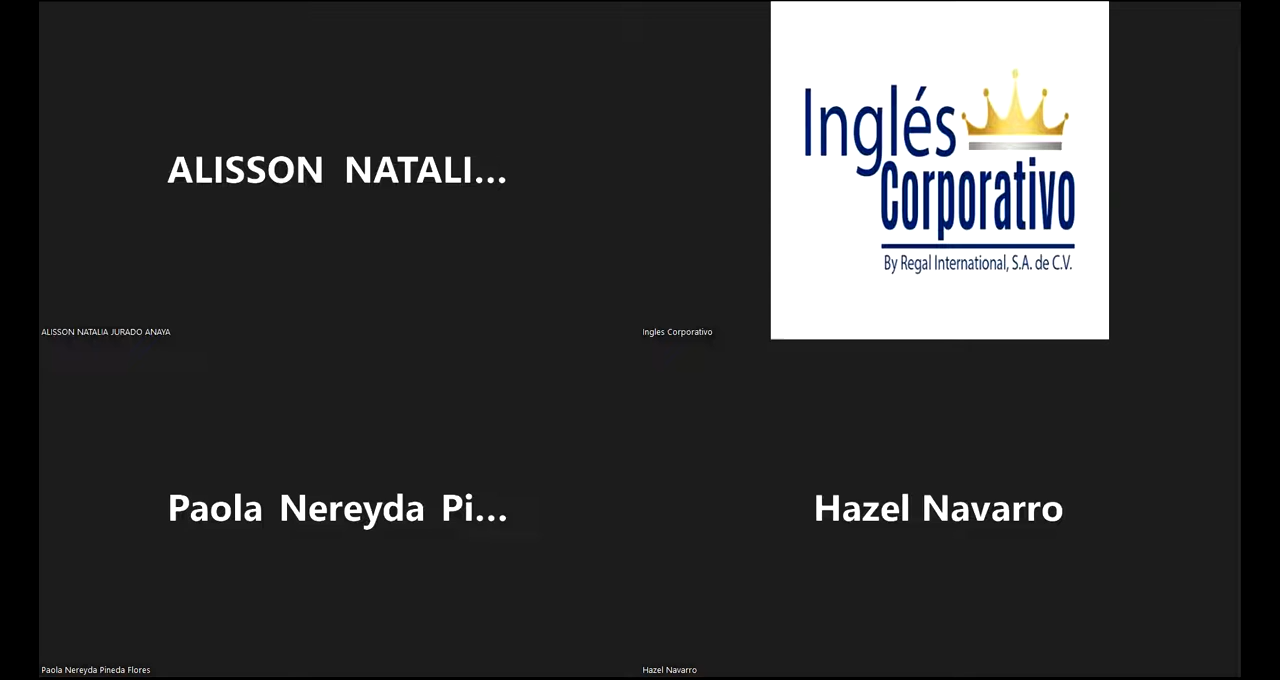 ALISSON NATALI...
ALISSON NATALIA JURADO ANAYA
Inglés
Corporativo
By Regal International, S.A. de C.V.
Ingles Corporativo
Paola Nereyda Pi...
Paola Nereyda Pineda Flores
Hazel Navarro
Hazel Navarro